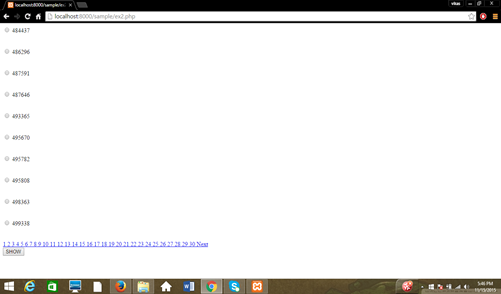 localhost:8000/sample/ex
vikas
localhost:8000/sample/ex2.php
484437
486296
487591
487646
493365
495670
495782
495808
498363
499338
1 2 3 4 5 6 7 8 9 10 11 12 13 14 15 16 17 18 19 20 21 22 23 24 25 26 27 28 29 30 Next
SHOW
5:46 PM